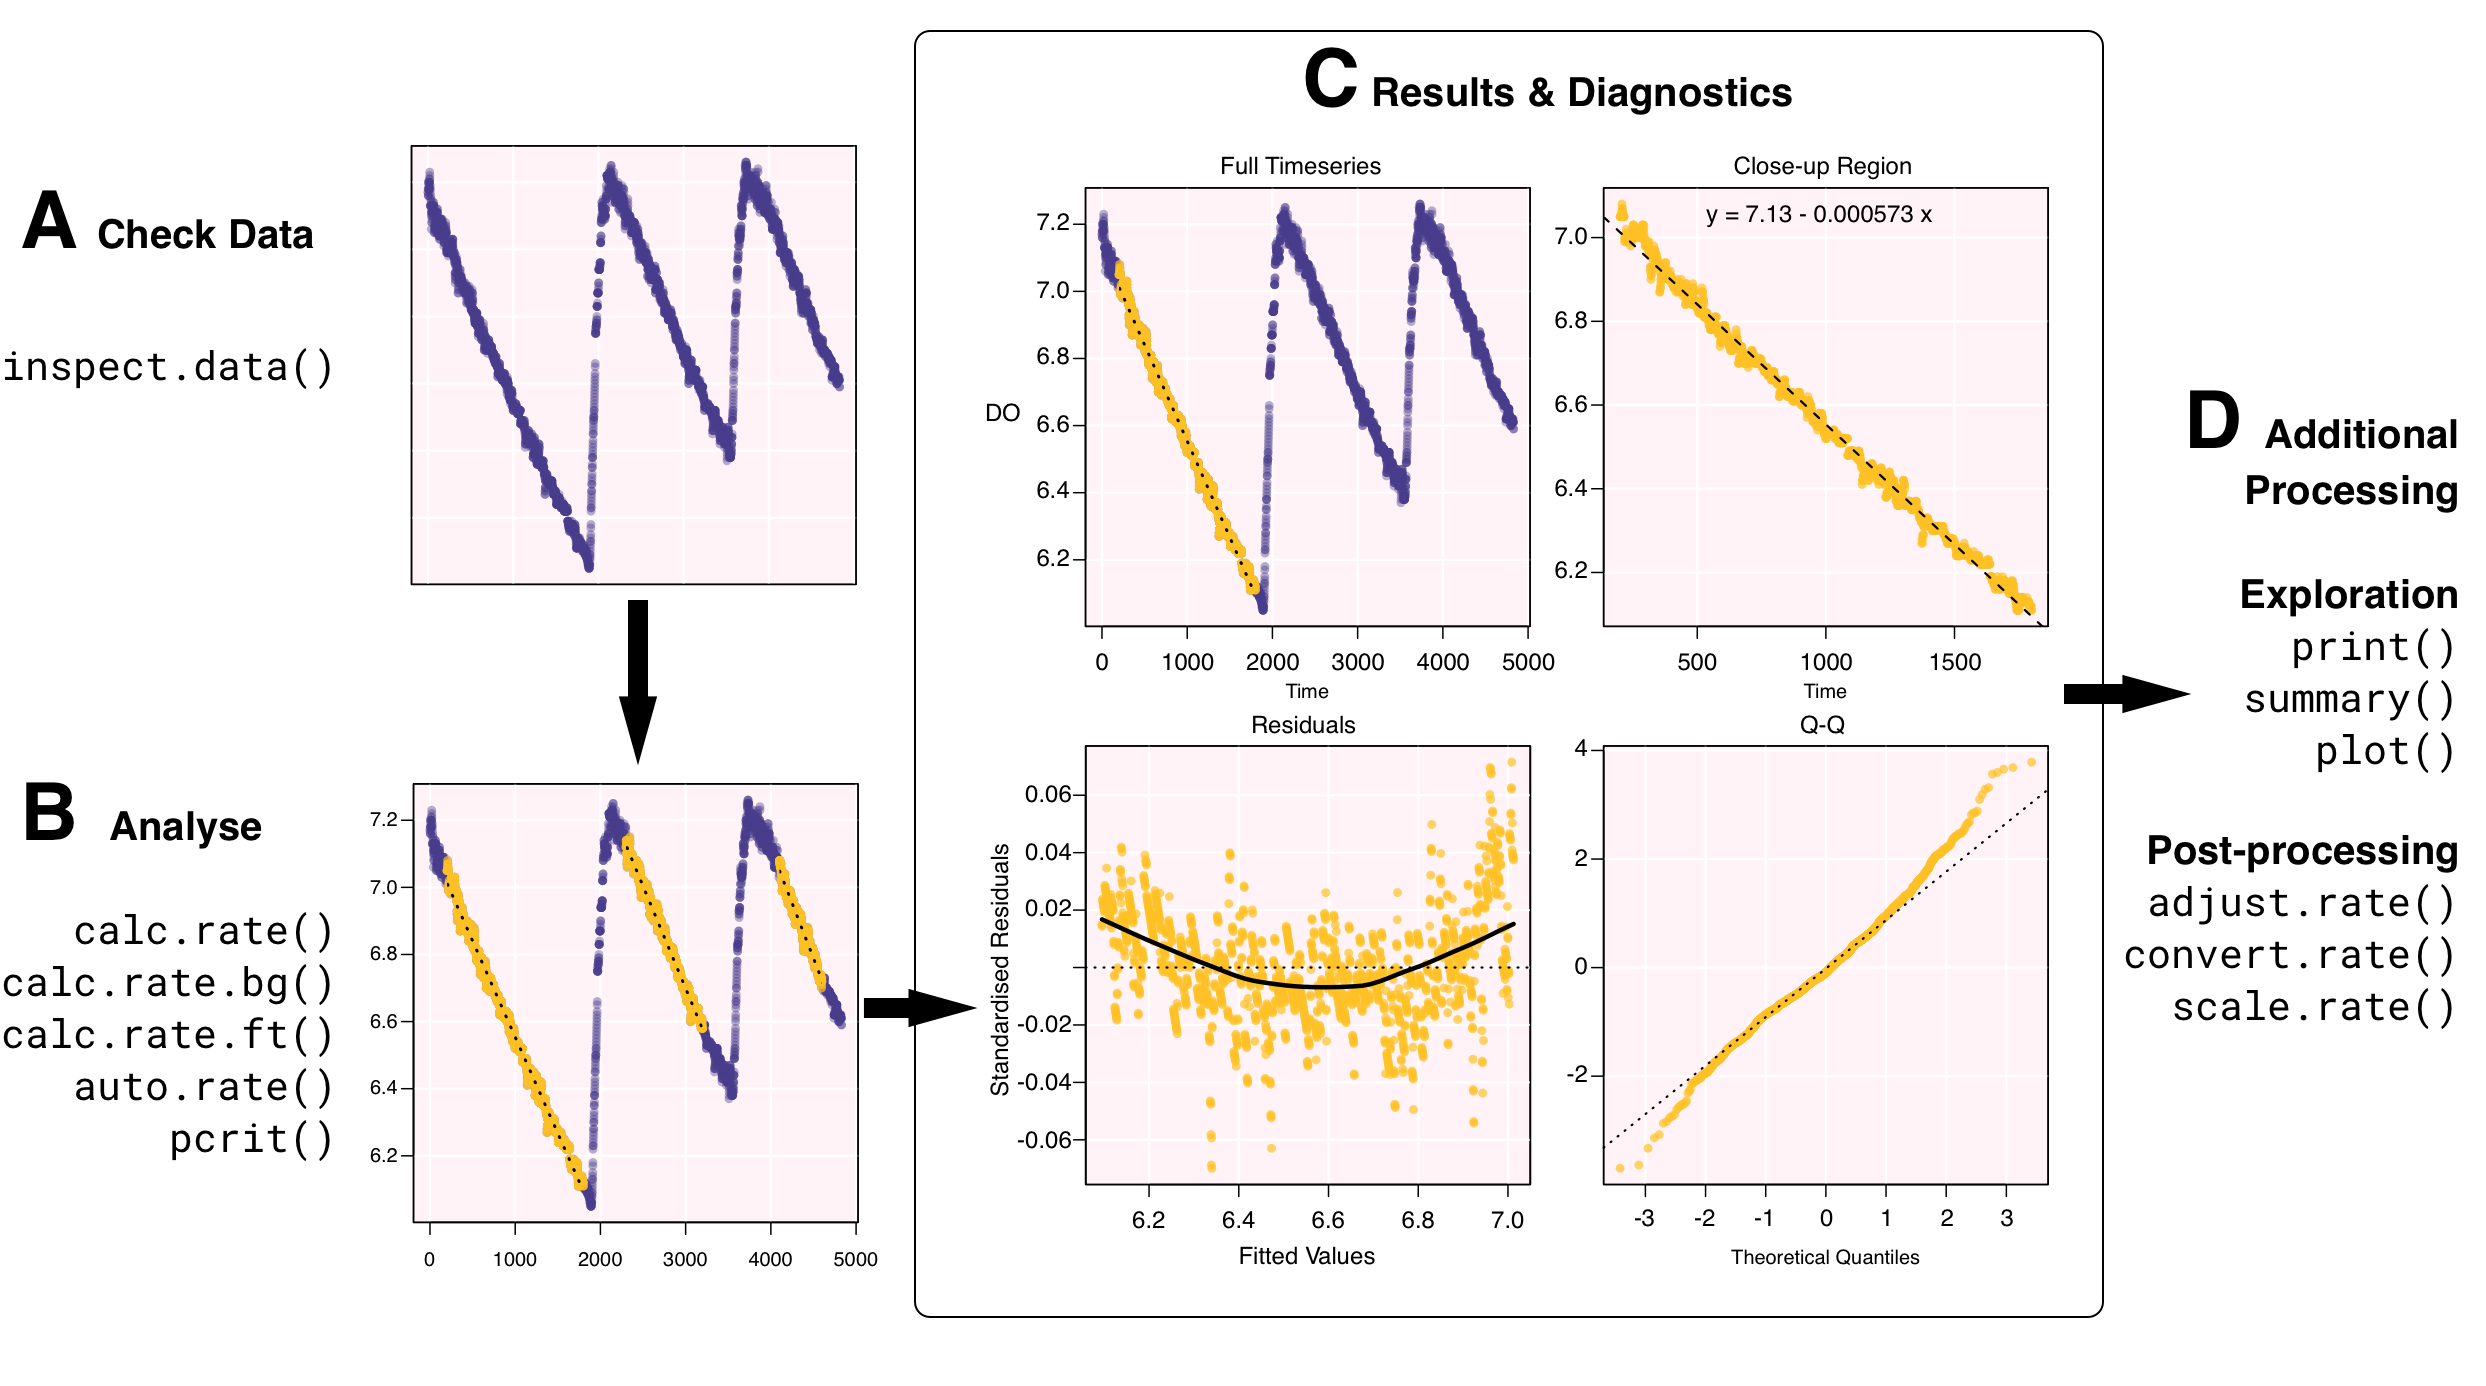 A Check Data
inspect.data()
B Analyse
calc.rate()
calc.rate.bg()
calc.rate.ft()
auto.rate()
pcrit()
7.2
7.0
6.8
6.6
6.4
6.2
0 1000 2000 3000 4000 5000
C Results & Diagnostics
Full Timeseries
DO
7.2
7.0
6.8
6.6
6.4
6.2
0 1000 2000 3000 4000 5000
Time
Close-up Region
y = 7.13 - 0.000573 x
7.0
6.8
6.6
6.4
6.2
500 1000 1500
Time
Residuals
Standardised Residuals
0.06
0.04
0.02
-0.02
-0.04
-0.06
6.2 6.4 6.6 6.8 7.0
Fitted Values
Q-Q
4
2
0
-2
-3 -2 -1 0 1 2 3
Theoretical Quantiles
D Additional
Processing
Exploration
print()
summary()
plot()
Post-processing
adjust.rate()
convert.rate()
scale.rate()